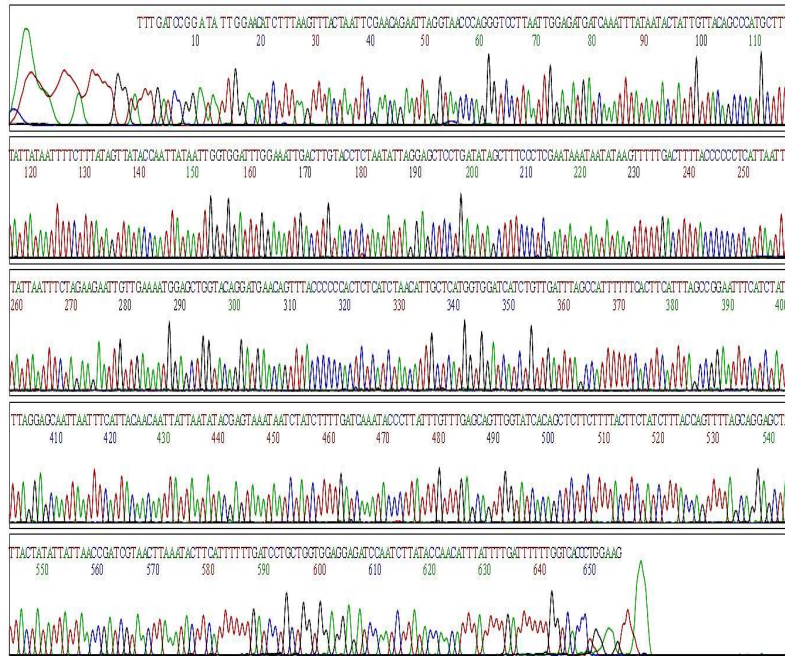 TTTGATCCGGATATTGGAACATCTTTAAGTTTACTAATTCGAACAGAATTAGGTAACCCAGGGTCCTTAATTGGAGATGATCAAATTTATAATACTATTGTTACAGCCCATGCTTT
10 20 30 40 50 60 70 80 90 100 110
TATTATAATTTTCTTTATAGTTATACCAATTATAATTGGTGGATTTGGAAATTGACTTGTACCTCTAATATTAGGAGCTCCTGATATAGCTTTCCCTCGAATAAATAATATAAGTTTTTGACTTTTACCCCCCTCATTAATTT
120 130 140 150 160 170 180 190 200 210 220 230 240 250
TATTAATTTCTAGAAGAATTGTTGAAAATGGAGCTGGTACAGGATGAACAGTTTACCCCCCACTCTCATCTAACATTGCTCATGGTGGATCATCTGTTGATTTAGCCATTTTTTCACTTCATTTAGCCGGAATTTCATCTAT
260 270 280 290 300 310 320 330 340 350 360 370 380 390 400
TTAGGAGCAATTAATTTCATTACAACAATTATTAATATACGAGTAAATAATCTATCTTTTGATCAAATACCCTTATTTGTTTGAGCAGTTGGTATCACAGCTCTTCTTTTACTTCTATCTTTACCAGTTTTAGCAGGAGCT
410 420 430 440 450 460 470 480 490 500 510 520 530 540
TTACTATATTATTAACCGATCGTAACTTAAATACTTCATTTTTTGATCCTGCTGGTGGAGGAGATCCAATCTTATACCAACATTTATTTTGATTTTTTGGTCACCCTGGAAG
550 560 570 580 590 600 610 620 630 640 650